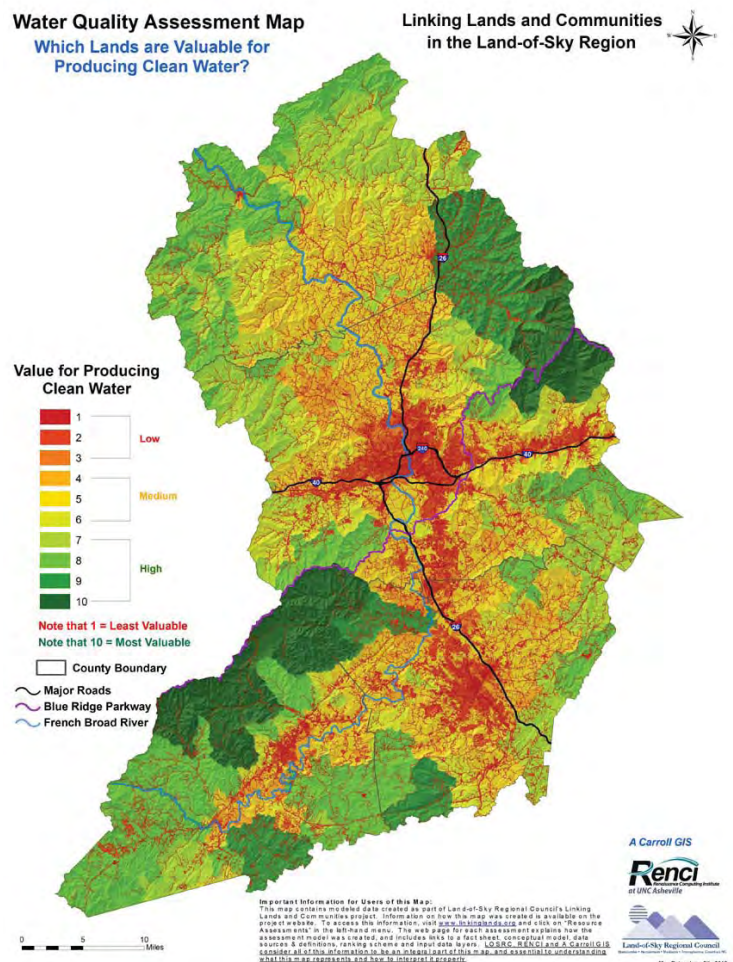 Water Quality Assessment Map
Which Lands are Valuable for
Producing Clean Water?
Linking Lands and Communities
in the Land-of-Sky Region
N
W
E
S
26
240
40
40
26
Value for Producing
Clean Water
1
2
3
4
5
6
7
8
9
10
Low
Medium
High
Note that 1 = Least Valuable
Note that 10 = Most Valuable
County Boundary
Major Roads
Blue Ridge Parkway
French Broad River
0 5 10
Miles
Important Information for Users of this Map:
This map contains modeled data created as part of Land-of-Sky Regional Council's Linking
Lands and Communities project. Information on how this map was created is available on the
project website. To access this information, visit www.linkinglands.org and click on "Resource
Assessments" in the left-hand menu. The web page for each assessment explains how the
assessment model was created, and includes links to a fact sheet, conceptual model, data
sources & definitions, ranking scheme and input data layers. LOSRC, RENCI and A Carroll GIS
consider all of this information to be an integral part of this map, and essential to understanding
what this map represents and how to interpret it properly.
A Carroll GIS
Renci
Renaissance Computing Institute
at UNC Asheville
Land-of-Sky Regional Council